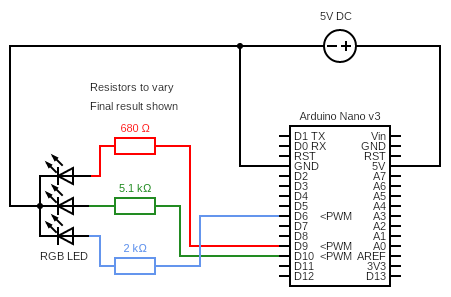 5V DC
Resistors to vary
Final result shown
680 Ω
5.1 kΩ
2 kΩ
RGB LED
Arduino Nano v3
D1 TX Vin
D0 RX GND
RST RST
GND 5V
D2 A7
D3 A6
D4 A5
D5 A4
D6 <PWM A3
D7 A2
D8 A1
D9 <PWM A0
D10 <PWM AREF
D11 3V3
D12 D13